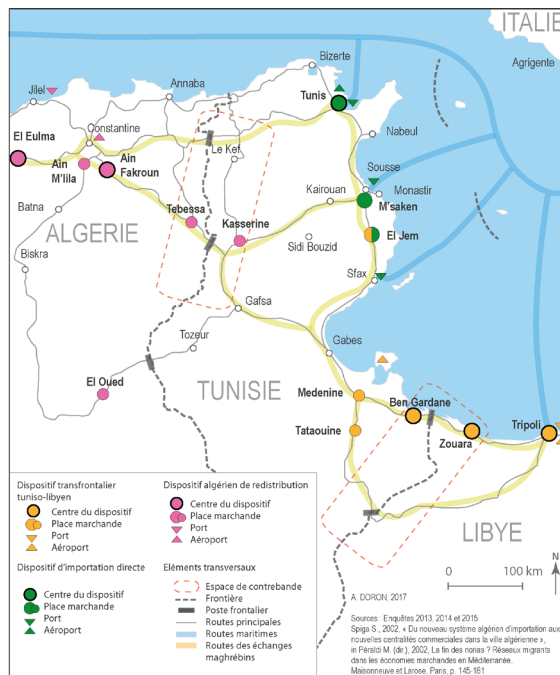 ITALIE
Agrigente
Bizerte
Jilel
Annaba
Tunis
El Eulma
Constantine
Nabeul
Ain
M'lila
Ain
Fakroun
Le Kef
Sousse
Monastir
Batna
Kairouan
M'saken
Tebessa
Kasserine
ALGERIE
El Jem
Sidi Bouzid
Biskra
Sfax
Gafsa
Tozeur
Gabes
El Oued
TUNISIE
Medenine
Ben Gardane
Tataouine
Zouara
Tripoli
LIBYE
Dispositif transfrontalier
tuniso-libyen
Centre du dispositif
Place marchande
Port
Aéroport
Dispositif d'importation directe
Centre du dispositif
Place marchande
Port
Aéroport
Dispositif algérien de redistribution
Centre du dispositif
Place marchande
Port
Aéroport
Eléments transversaux
Espace de contrebande
Frontière
Poste frontalier
Routes principales
Routes maritimes
Routes des échanges
maghrébins
N
0 100 km
A. DORON, 2017
Sources : Enquêtes 2013, 2014 et 2015
Spiga S., 2002, « Du nouveau système algérien d'importation aux
nouvelles centralités commerciales dans la ville algérienne »,
in Péraldi M. (dir.), 2002, La fin des norias ? Réseaux migrants
dans les économies marchandes en Méditerranée.
Maisonneuve et Larose, Paris, p. 145-161